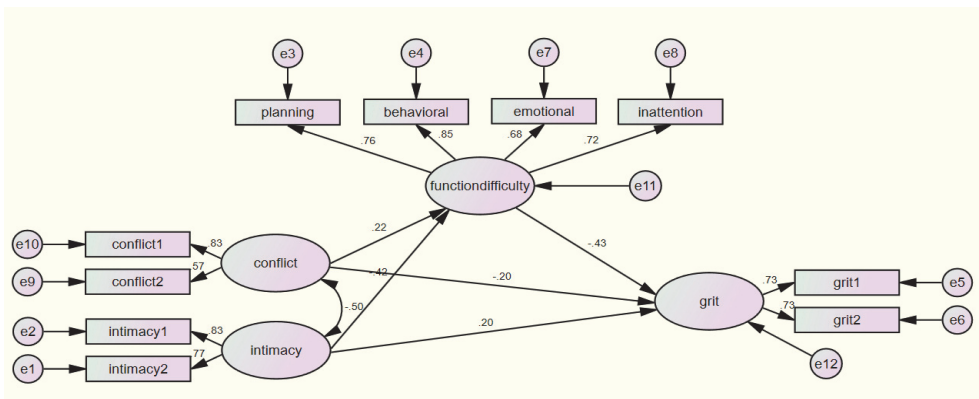 e3
e4
e7
e8
planning
behavioral
emotional
inattention
.76
.85
.68
.72
functiondifficulty
e11
e10
conflict1
.83
conflict
.22
-.43
e9
conflict2
.57
-.42
-.20
.73
grit1
e5
grit
e2
intimacy1
.83
-.50
.20
.73
grit2
e6
intimacy
e1
intimacy2
.77
e12